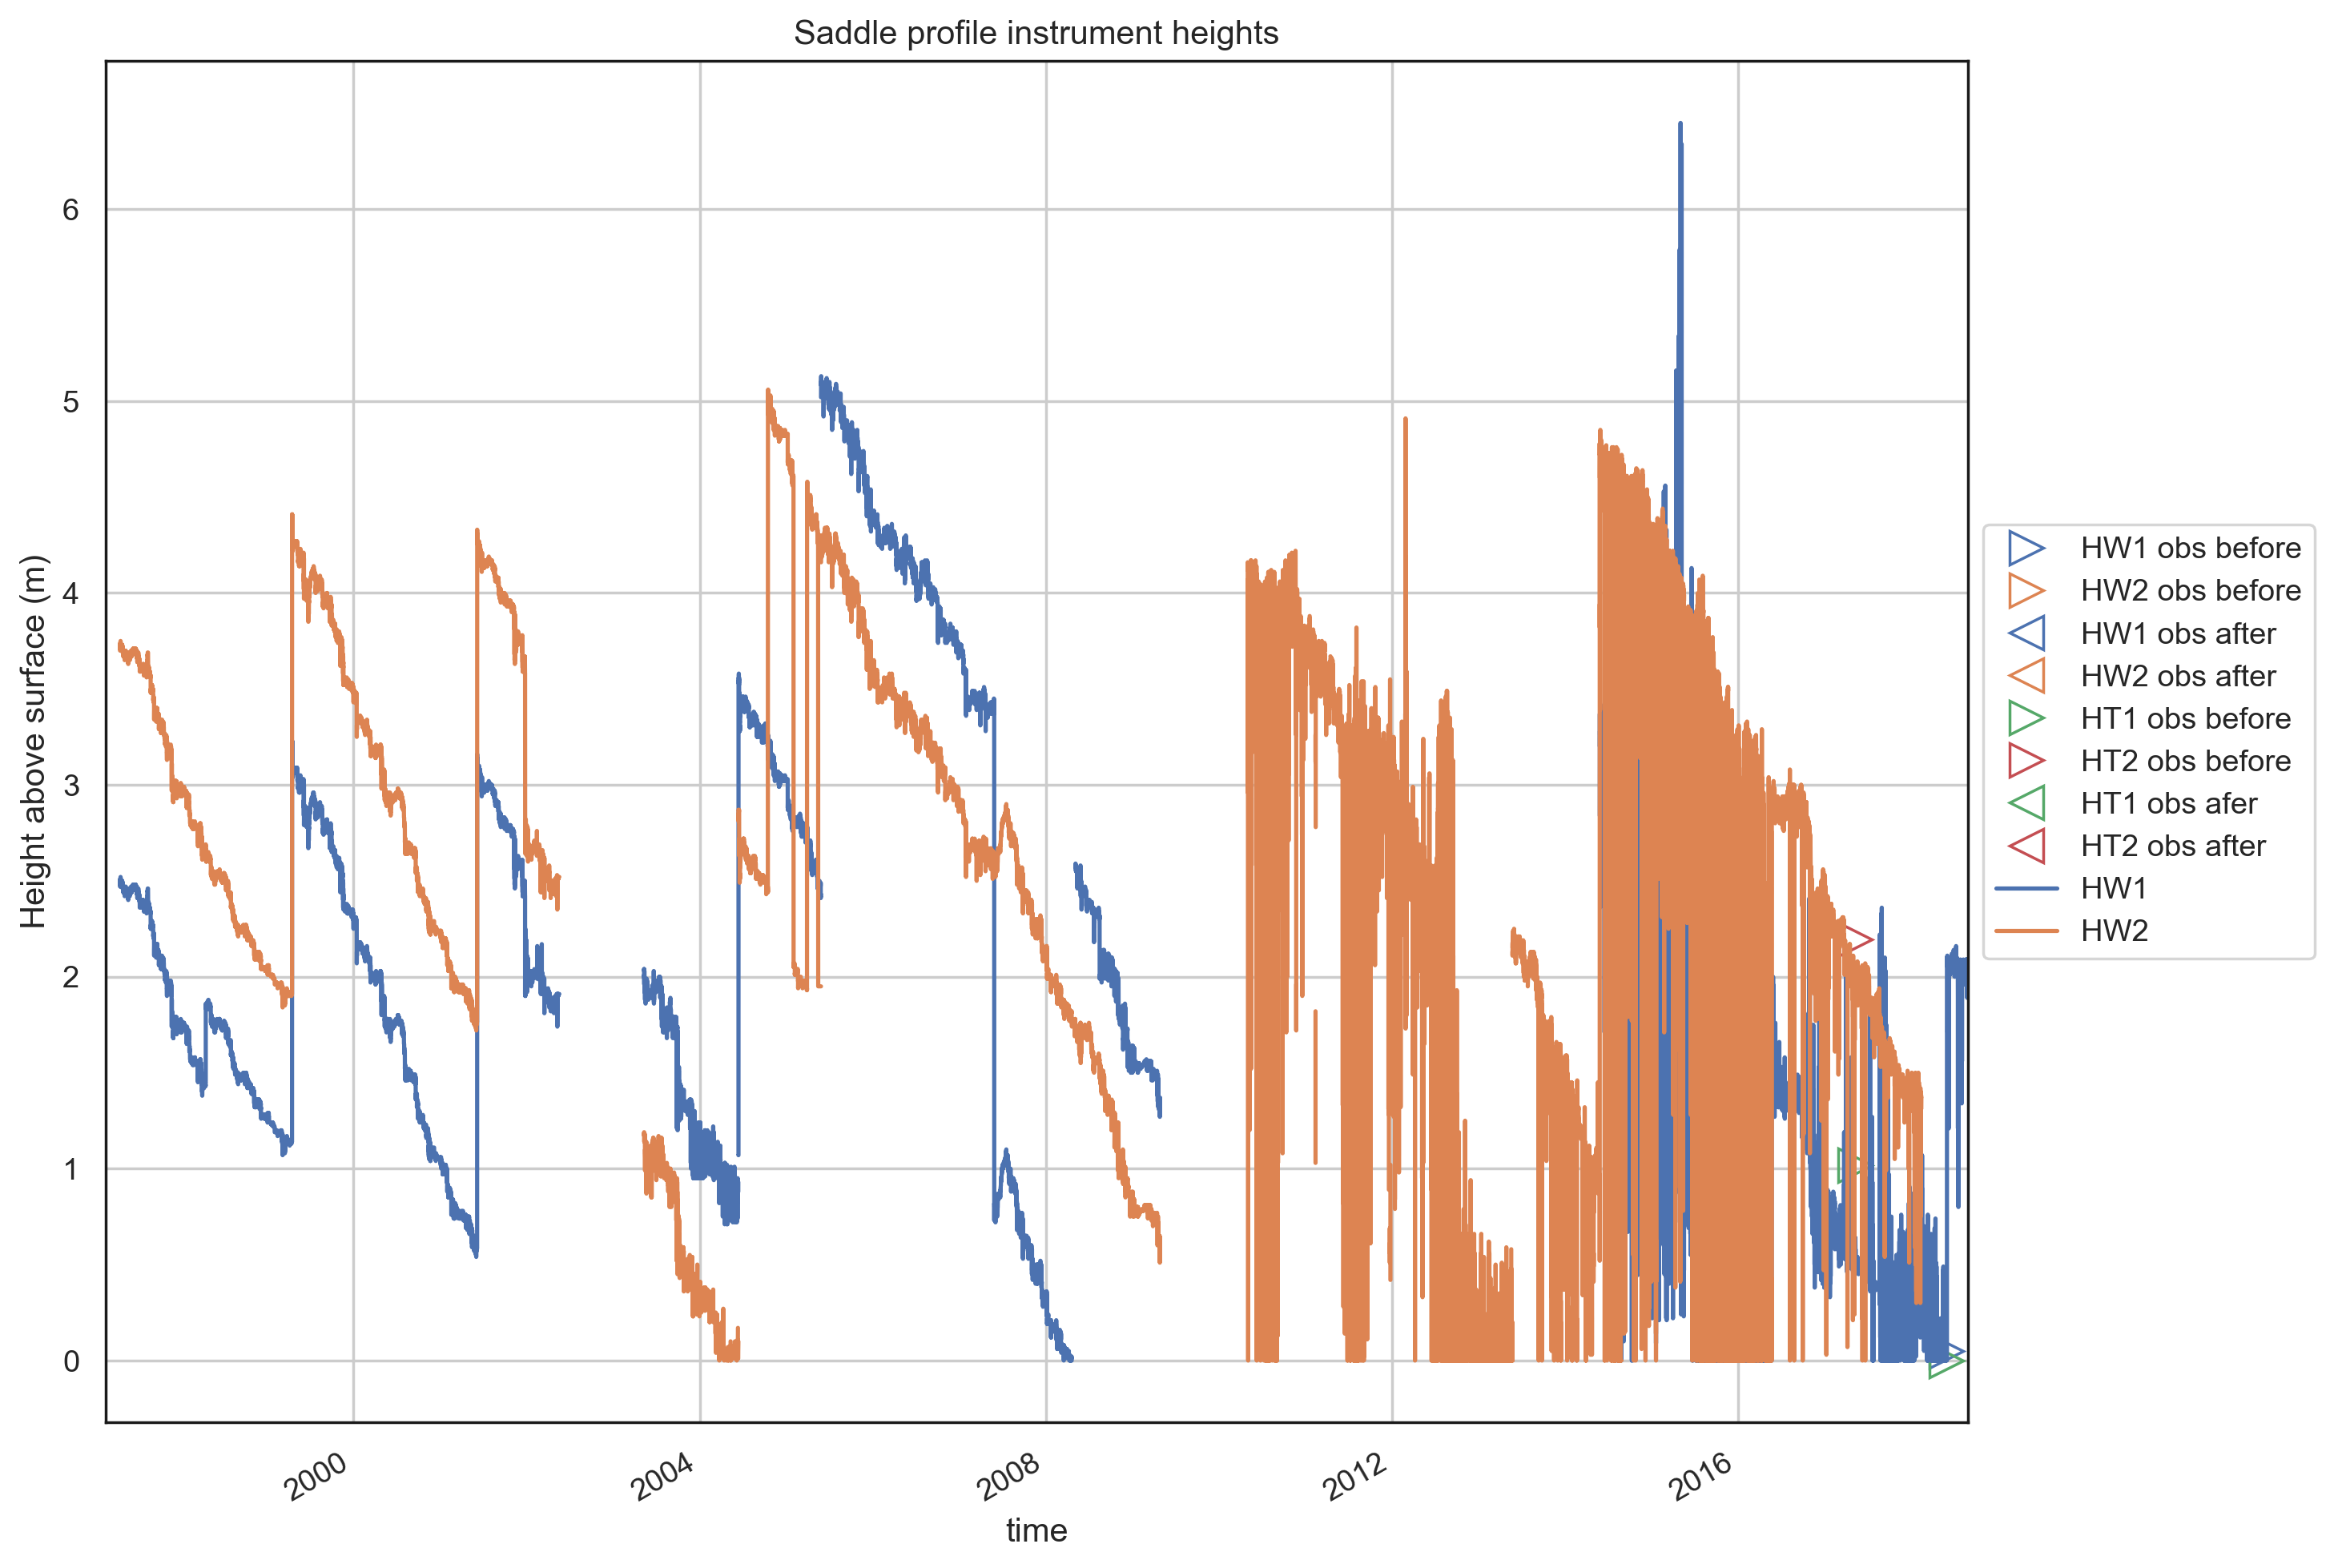 Saddle profile instrument heights
Height above surface (m)
6
5
4
3
2
1
0
2000
2004
2008
2012
2016
time
HW1 obs before
HW2 obs before
HW1 obs after
HW2 obs after
HT1 obs before
HT2 obs before
HT1 obs afer
HT2 obs after
HW1
HW2